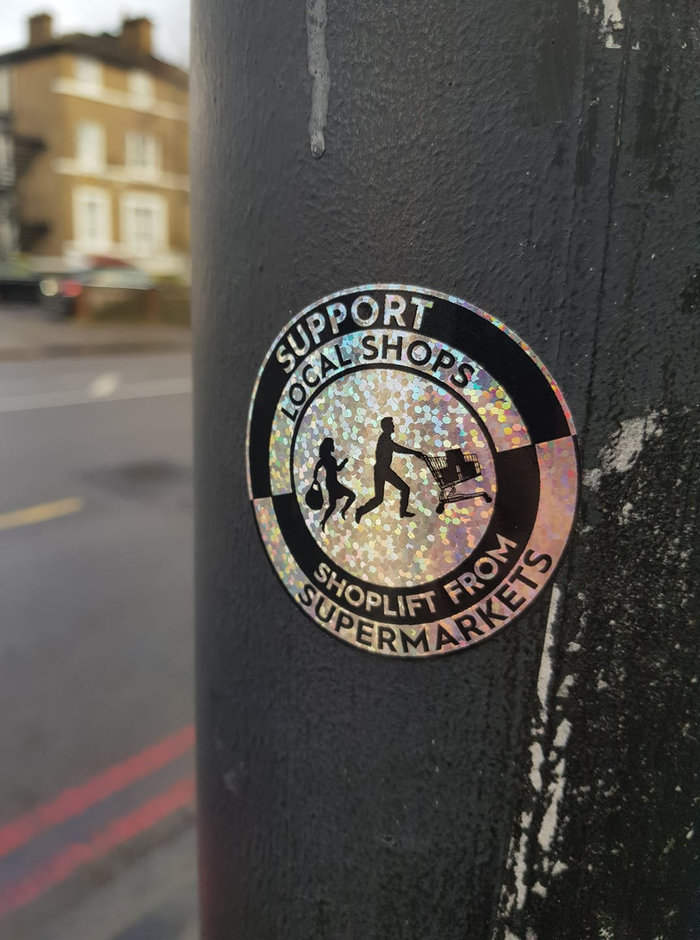 SUPPORT
LOCAL SHOPS
SHOPLIFT FROM
SUPERMARKETS